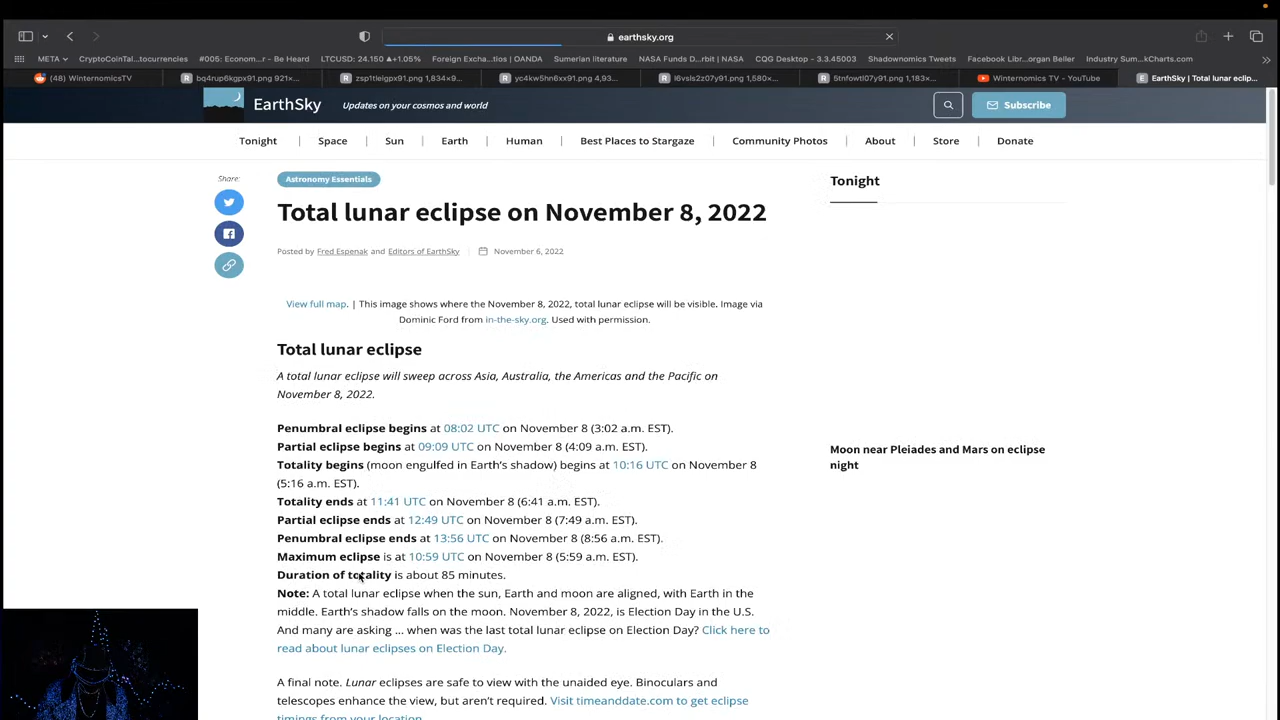 earthsky.org
META
CryptoCoinTal...tocurrencies
#005: Econom...r - Be Heard
LTCUSD: 24.150 ▲+1.05%
Foreign Excha...tios | OANDA
Sumerian literature
NASA Funds D...rbit | NASA
CQG Desktop - 3.3.45003
Shadownomics Tweets
Facebook Libr...organ Beller
Industry Sum...kCharts.com
(48) WinternomicsTV
bq4rup6kgpx91.png 921×...
zsp1tleigpx91.png 1,834×9...
yc4kw5hn6xx91.png 4,93...
l6vsls2z07y91.png 1,580×...
5tnfowtl07y91.png 1,183×...
Winternomics TV - YouTube
EarthSky | Total lunar eclip...
EarthSky
Updates on your cosmos and world
Subscribe
Tonight
Space
Sun
Earth
Human
Best Places to Stargaze
Community Photos
About
Store
Donate
Share:
Astronomy Essentials
Total lunar eclipse on November 8, 2022
Posted by Fred Espenak and Editors of EarthSky
November 6, 2022
View full map. | This image shows where the November 8, 2022, total lunar eclipse will be visible. Image via
Dominic Ford from in-the-sky.org. Used with permission.
Total lunar eclipse
A total lunar eclipse will sweep across Asia, Australia, the Americas and the Pacific on
November 8, 2022.
Penumbral eclipse begins at 08:02 UTC on November 8 (3:02 a.m. EST).
Partial eclipse begins at 09:09 UTC on November 8 (4:09 a.m. EST).
Totality begins (moon engulfed in Earth's shadow) begins at 10:16 UTC on November 8
(5:16 a.m. EST).
Totality ends at 11:41 UTC on November 8 (6:41 a.m. EST).
Partial eclipse ends at 12:49 UTC on November 8 (7:49 a.m. EST).
Penumbral eclipse ends at 13:56 UTC on November 8 (8:56 a.m. EST).
Maximum eclipse is at 10:59 UTC on November 8 (5:59 a.m. EST).
Duration of totality is about 85 minutes.
Note: A total lunar eclipse when the sun, Earth and moon are aligned, with Earth in the
middle. Earth's shadow falls on the moon. November 8, 2022, is Election Day in the U.S.
And many are asking ... when was the last total lunar eclipse on Election Day? Click here to
read about lunar eclipses on Election Day.
A final note. Lunar eclipses are safe to view with the unaided eye. Binoculars and
telescopes enhance the view, but aren't required. Visit timeanddate.com to get eclipse
timings from your location.
Tonight
Moon near Pleiades and Mars on eclipse
night